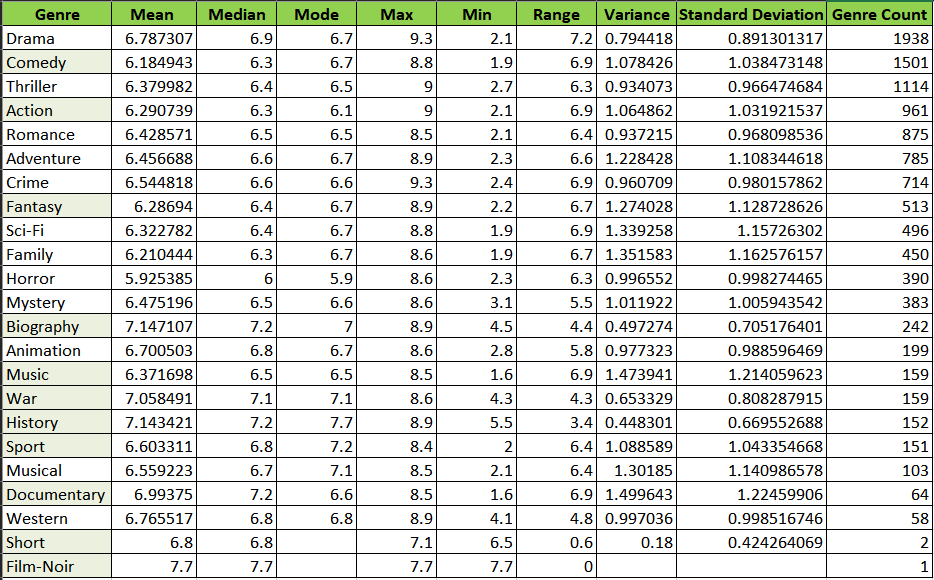 Genre Mean Median Mode Max Min Range Variance Standard Deviation Genre Count
Drama 6.787307 6.9 6.7 9.3 2.1 7.2 0.794418 0.891301317 1938
Comedy 6.184943 6.3 6.7 8.8 1.9 6.9 1.078426 1.038473148 1501
Thriller 6.379982 6.4 6.5 9 2.7 6.3 0.934073 0.966474684 1114
Action 6.290739 6.3 6.1 9 2.1 6.9 1.064862 1.031921537 961
Romance 6.428571 6.5 6.5 8.5 2.1 6.4 0.937215 0.968098536 875
Adventure 6.456688 6.6 6.7 8.9 2.3 6.6 1.228428 1.108344618 785
Crime 6.544818 6.6 6.6 9.3 2.4 6.9 0.960709 0.980157862 714
Fantasy 6.28694 6.4 6.7 8.9 2.2 6.7 1.274028 1.128728626 513
Sci-Fi 6.322782 6.4 6.7 8.8 1.9 6.9 1.339258 1.15726302 496
Family 6.210444 6.3 6.7 8.6 1.9 6.7 1.351583 1.162576157 450
Horror 5.925385 6 5.9 8.6 2.3 6.3 0.996552 0.998274465 390
Mystery 6.475196 6.5 6.6 8.6 3.1 5.5 1.011922 1.005943542 383
Biography 7.147107 7.2 7 8.9 4.5 4.4 0.497274 0.705176401 242
Animation 6.700503 6.8 6.7 8.6 2.8 5.8 0.977323 0.988596469 199
Music 6.371698 6.5 6.5 8.5 1.6 6.9 1.473941 1.214059623 159
War 7.058491 7.1 7.1 8.6 4.3 4.3 0.653329 0.808287915 159
History 7.143421 7.2 7.7 8.9 5.5 3.4 0.448301 0.669552688 152
Sport 6.603311 6.8 7.2 8.4 2 6.4 1.088589 1.043354668 151
Musical 6.559223 6.7 7.1 8.5 2.1 6.4 1.30185 1.140986578 103
Documentary 6.99375 7.2 6.6 8.5 1.6 6.9 1.499643 1.22459906 64
Western 6.765517 6.8 6.8 8.9 4.1 4.8 0.997036 0.998516746 58
Short 6.8 6.8 7.1 6.5 0.6 0.18 0.424264069 2
Film-Noir 7.7 7.7 7.7 7.7 0 1